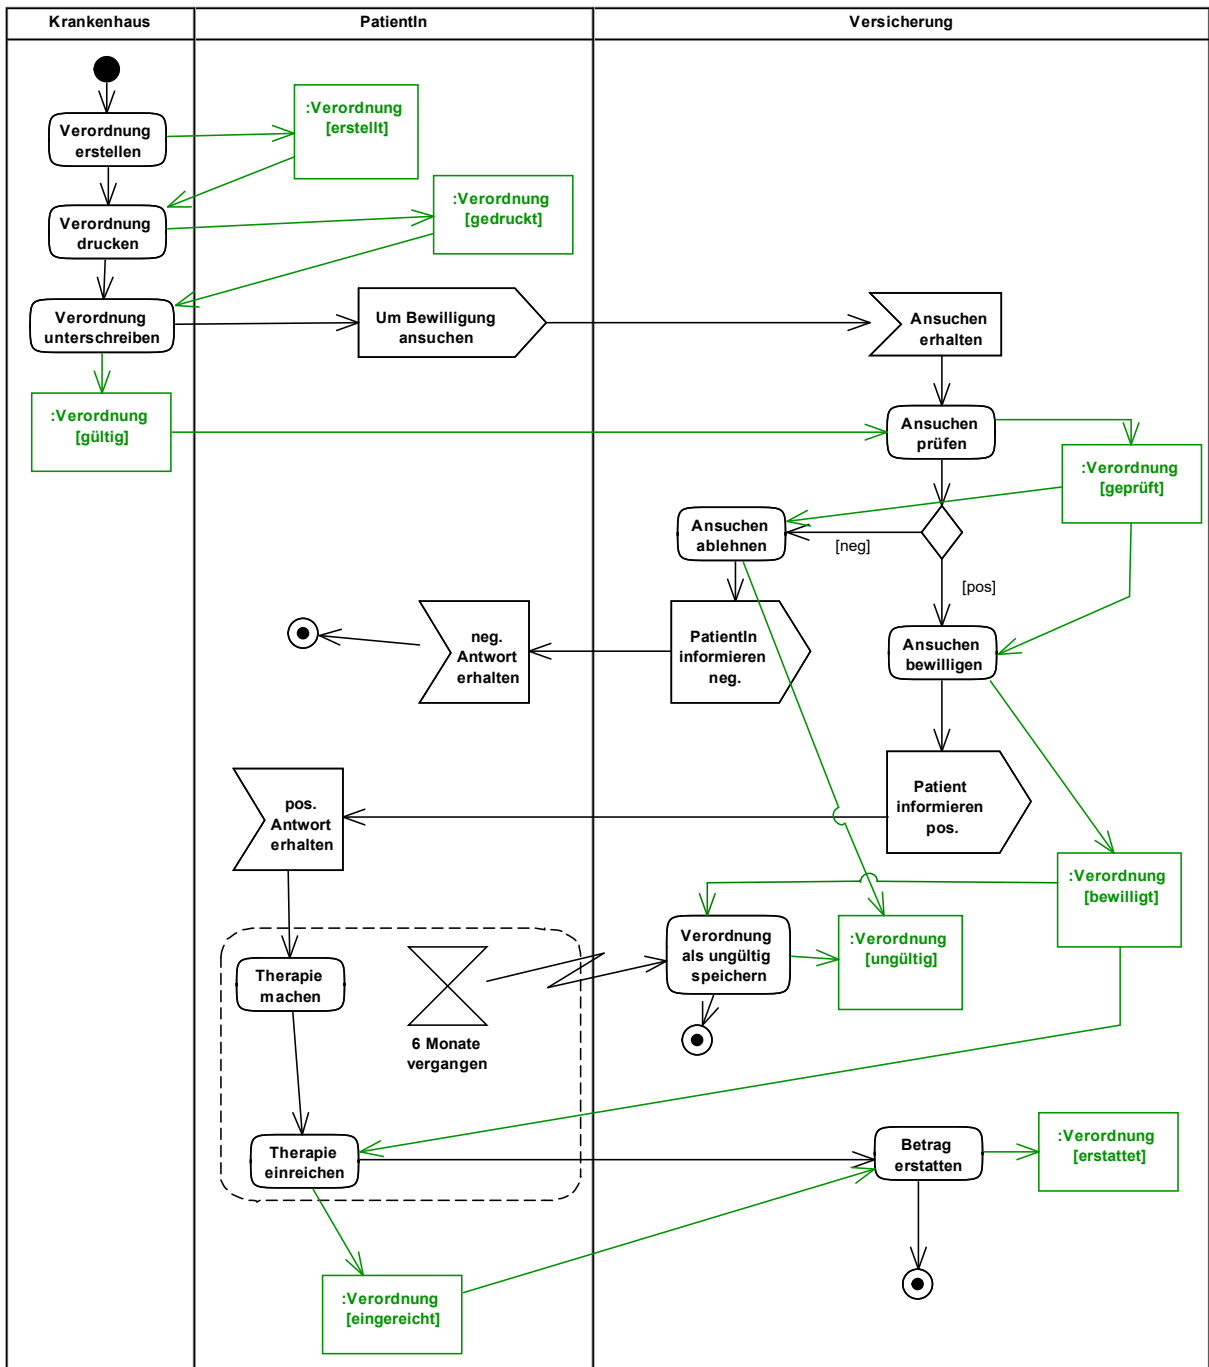 Krankenhaus
PatientIn
Versicherung
:Verordnung
[erstellt]
Verordnung
erstellen
:Verordnung
[gedruckt]
Verordnung
drucken
Verordnung
unterschreiben
Um Bewilligung
ansuchen
Ansuchen
erhalten
:Verordnung
[gültig]
Ansuchen
prüfen
:Verordnung
[geprüft]
Ansuchen
ablehnen
[neg]
[pos]
neg.
Antwort
erhalten
PatientIn
informieren
neg.
Ansuchen
bewilligen
pos.
Antwort
erhalten
Patient
informieren
pos.
:Verordnung
[bewilligt]
Verordnung
als ungültig
speichern
:Verordnung
[ungültig]
Therapie
machen
6 Monate
vergangen
Therapie
einreichen
Betrag
erstatten
:Verordnung
[erstattet]
:Verordnung
[eingereicht]